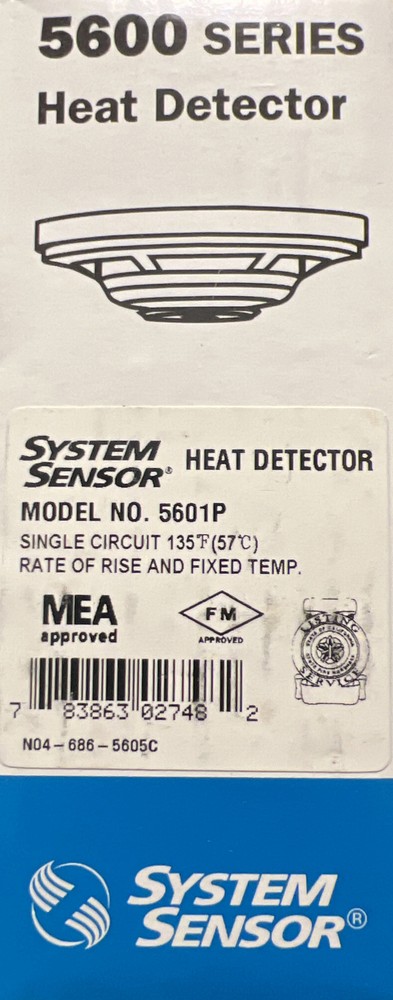 5600 SERIES
Heat Detector
SYSTEM SENSOR® HEAT DETECTOR
MODEL NO. 5601P
SINGLE CIRCUIT 135℉(57℃)
RATE OF RISE AND FIXED TEMP.
MEA
approved
FM
APPROVED
LISTING
SERVICE
7 83863 02748 2
N04-686-5605C
SYSTEM
SENSOR®